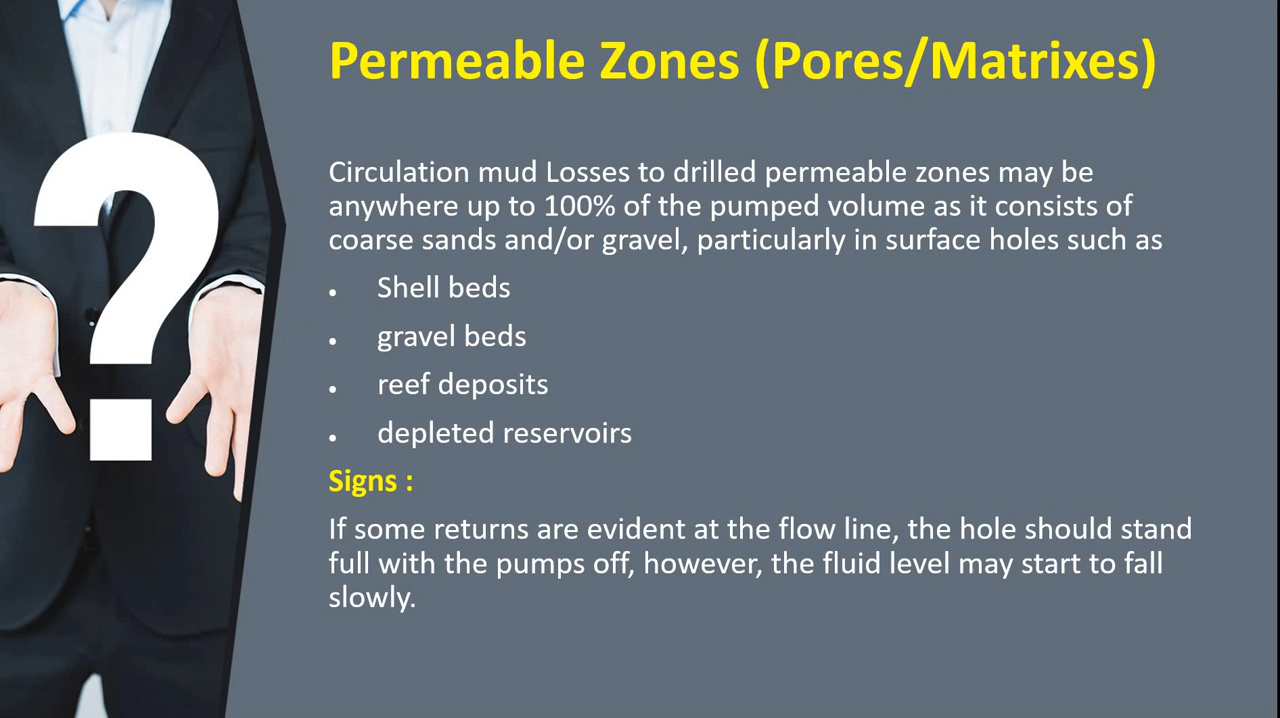 Permeable Zones (Pores/Matrixes)
Circulation mud Losses to drilled permeable zones may be
anywhere up to 100% of the pumped volume as it consists of
coarse sands and/or gravel, particularly in surface holes such as
• Shell beds
• gravel beds
• reef deposits
• depleted reservoirs
Signs :
If some returns are evident at the flow line, the hole should stand
full with the pumps off, however, the fluid level may start to fall
slowly.
?